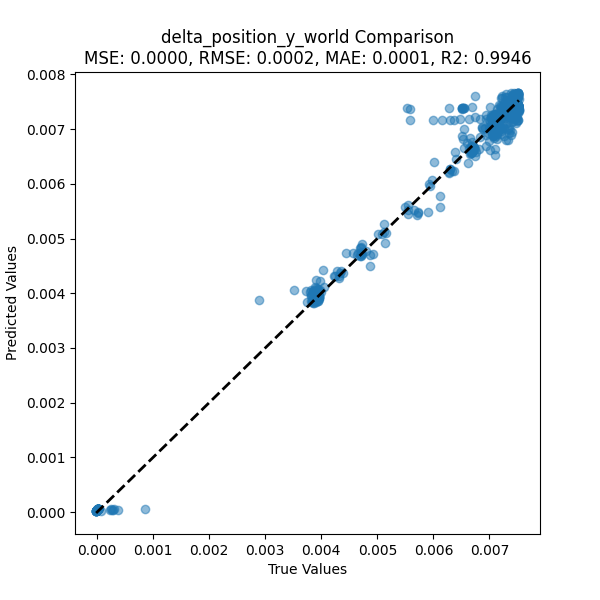 delta_position_y_world Comparison
MSE: 0.0000, RMSE: 0.0002, MAE: 0.0001, R2: 0.9946
0.008
0.007
0.006
0.005
0.004
0.003
0.002
0.001
0.000
Predicted Values
0.000 0.001 0.002 0.003 0.004 0.005 0.006 0.007
True Values